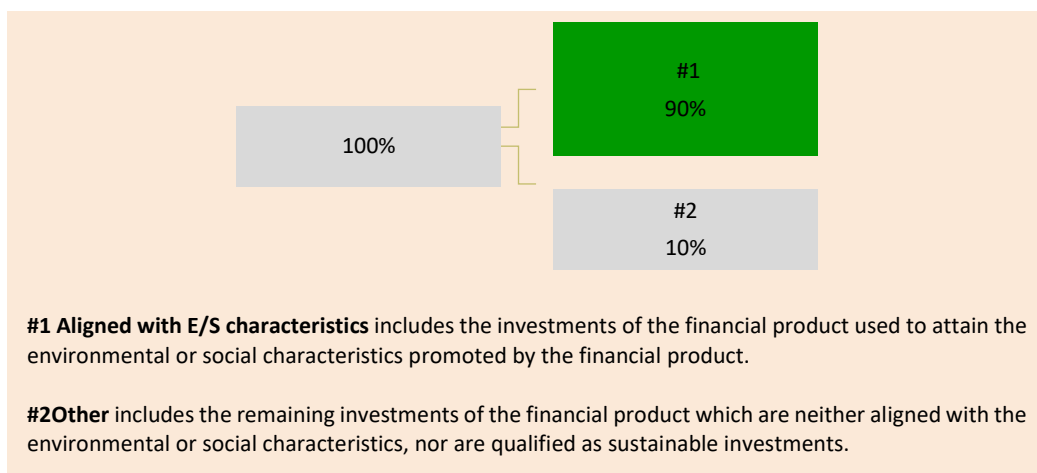 #1
90%
100%
#2
10%
#1 Aligned with E/S characteristics includes the investments of the financial product used to attain the
environmental or social characteristics promoted by the financial product.
#2Other includes the remaining investments of the financial product which are neither aligned with the
environmental or social characteristics, nor are qualified as sustainable investments.